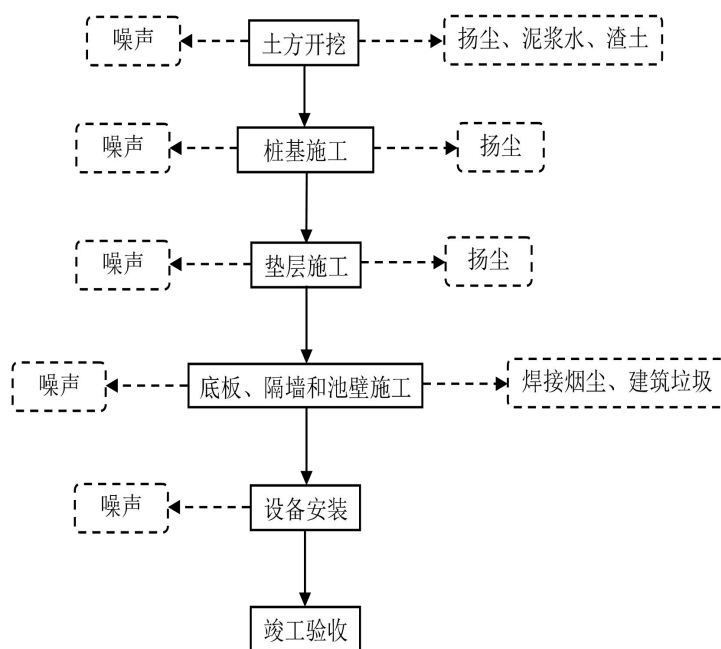 噪声
土方开挖
扬尘、泥浆水、渣土
噪声
桩基施工
扬尘
噪声
垫层施工
扬尘
噪声
底板、隔墙和池壁施工
焊接烟尘、建筑垃圾
噪声
设备安装
竣工验收